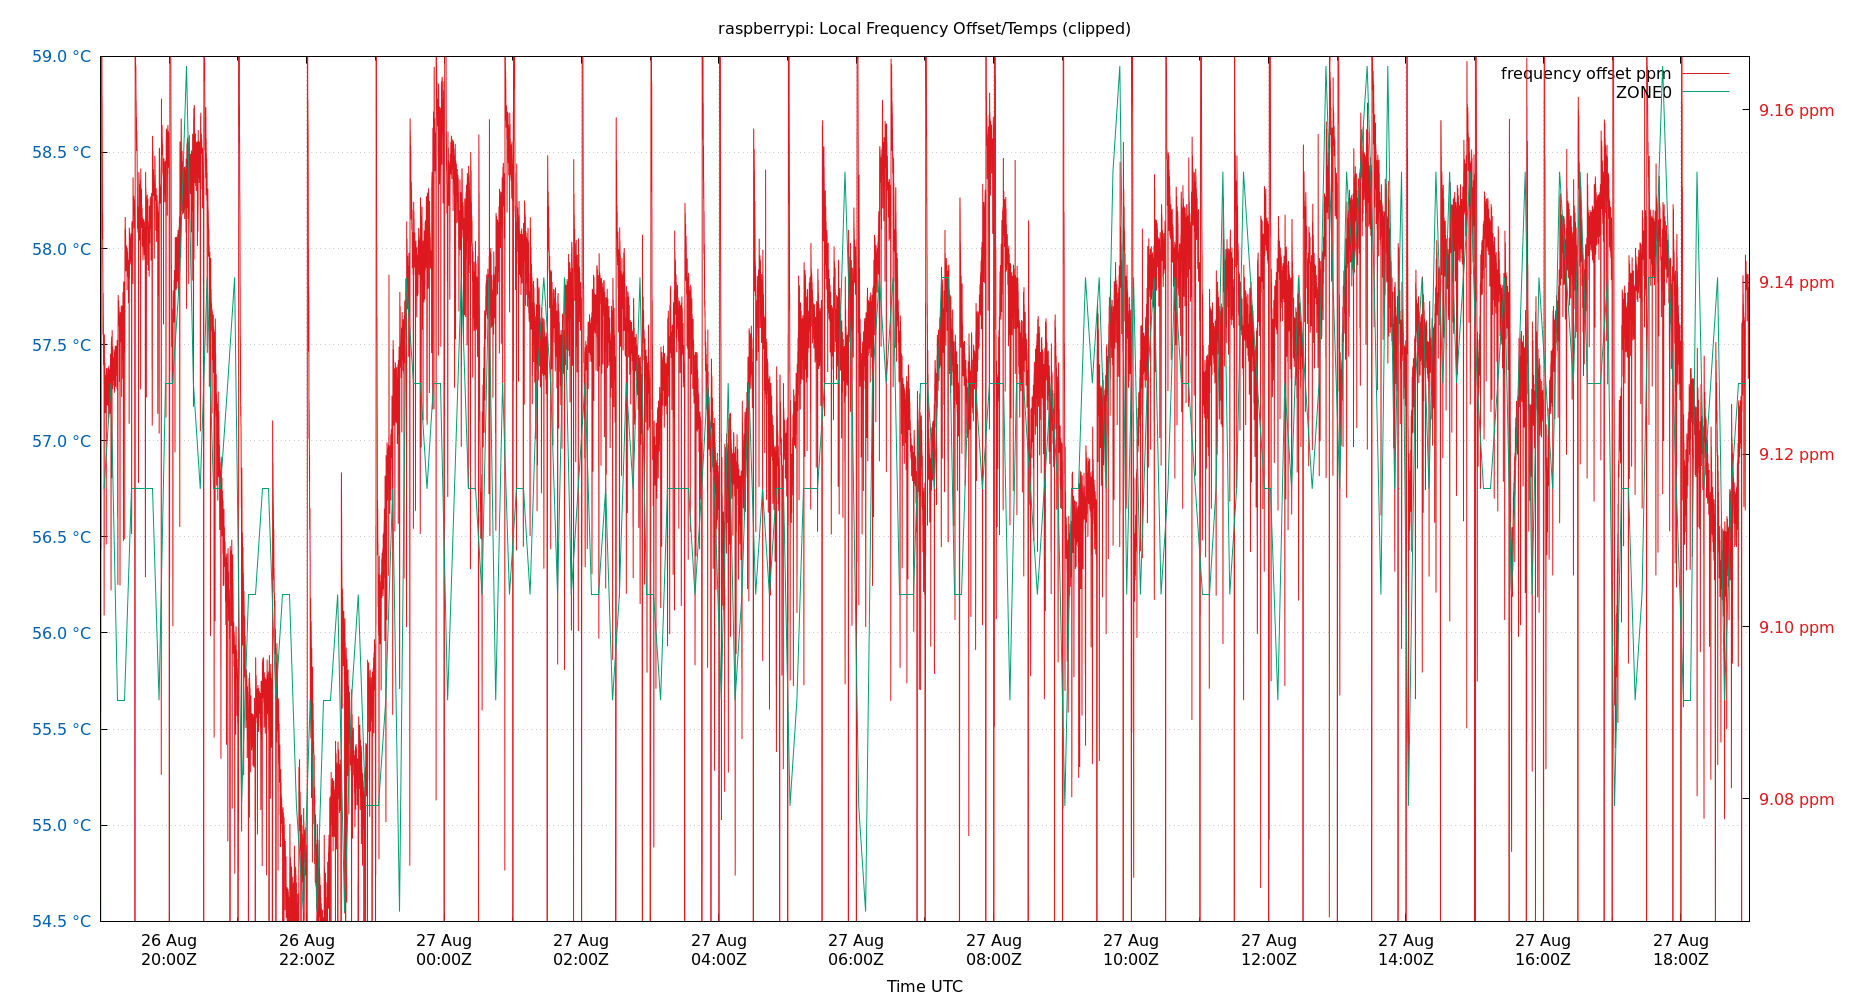 raspberrypi: Local Frequency Offset/Temps (clipped)
59.0 °C
58.5 °C
58.0 °C
57.5 °C
57.0 °C
56.5 °C
56.0 °C
55.5 °C
55.0 °C
54.5 °C
frequency offset ppm
ZONE0
9.16 ppm
9.14 ppm
9.12 ppm
9.10 ppm
9.08 ppm
26 Aug
20:00Z
26 Aug
22:00Z
27 Aug
00:00Z
27 Aug
02:00Z
27 Aug
04:00Z
27 Aug
06:00Z
27 Aug
08:00Z
27 Aug
10:00Z
27 Aug
12:00Z
27 Aug
14:00Z
27 Aug
16:00Z
27 Aug
18:00Z
Time UTC